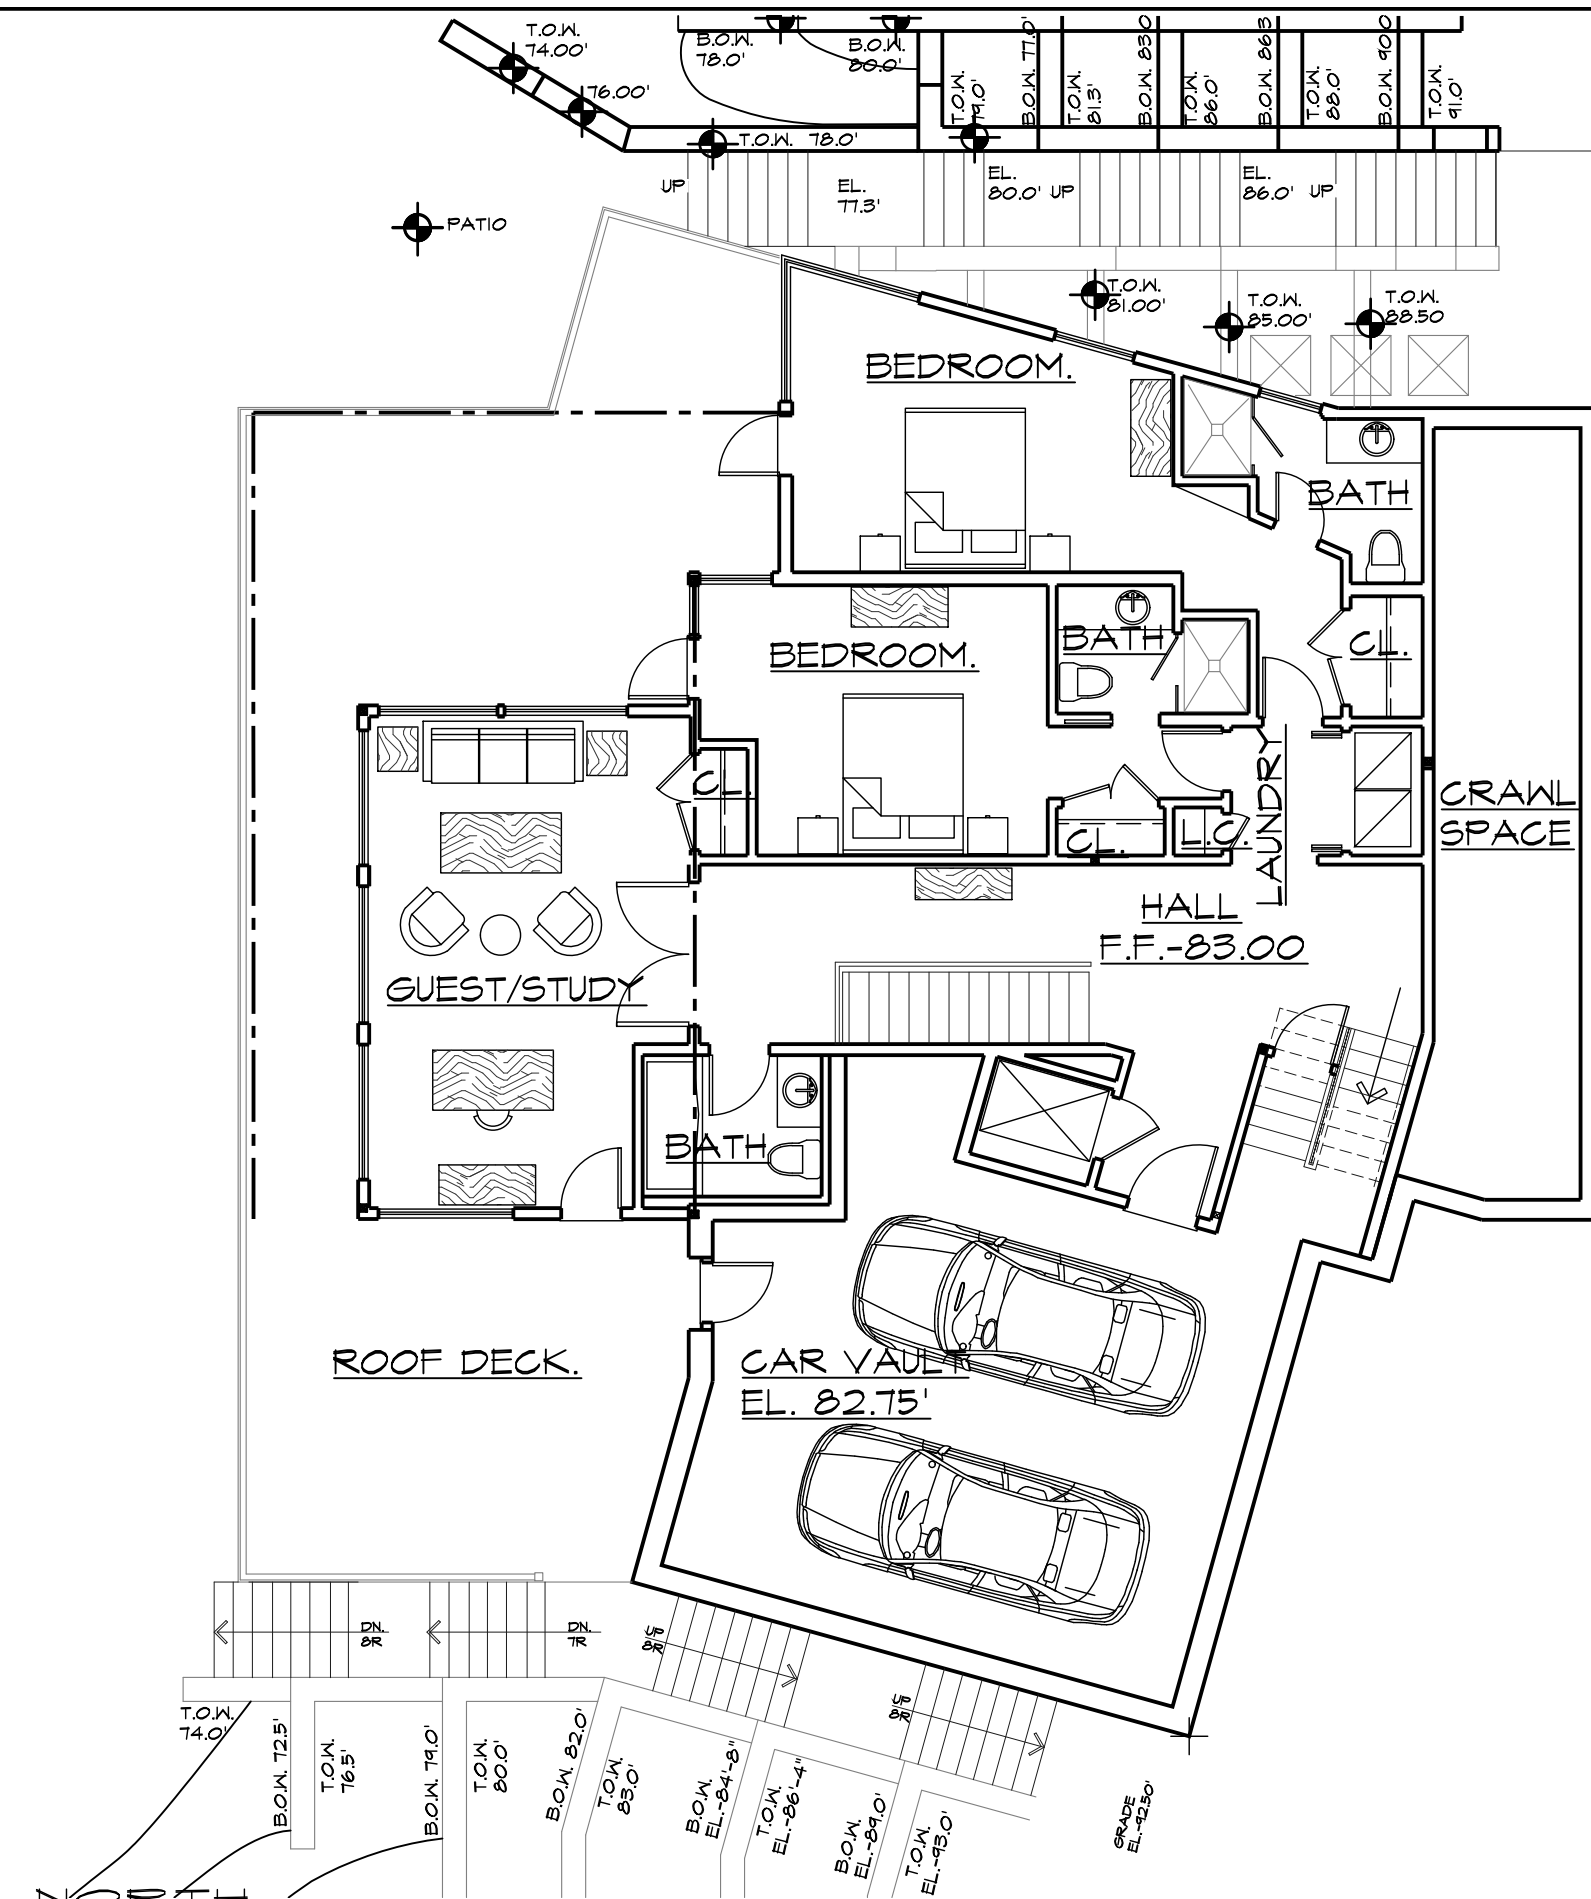 T.O.W.
74.00'
76.00'
B.O.W.
78.0'
B.O.W.
80.0'
T.O.W.
79.0'
B.O.W. 77.0'
T.O.W.
81.3'
B.O.W. 83.0
T.O.W.
86.0'
B.O.W. 86.3
T.O.W.
88.0'
B.O.W. 90.0
T.O.W.
91.0'
T.O.W. 78.0'
UP
EL.
77.3'
EL.
80.0' UP
EL.
86.0' UP
PATIO
T.O.W.
81.00'
T.O.W.
85.00'
T.O.W.
88.50
BEDROOM.
BATH
BEDROOM.
BATH
CL.
CL.
CL.
L.C.
LAUNDRY
CRAWL
SPACE
HALL
F.F.-83.00
GUEST/STUDY
BATH
ROOF DECK.
CAR VAULT
EL. 82.75'
DN.
8R
DN.
7R
UP
8R
UP
8R
T.O.W.
74.0'
B.O.W. 72.5'
T.O.W.
76.5'
B.O.W. 79.0'
T.O.W.
80.0'
B.O.W. 82.0'
T.O.W.
83.0'
B.O.W.
EL.-84'-8"
T.O.W.
EL.-86'-4"
B.O.W.
EL.-89.0'
T.O.W.
EL.-93.0'
GRADE
EL.-92.50'